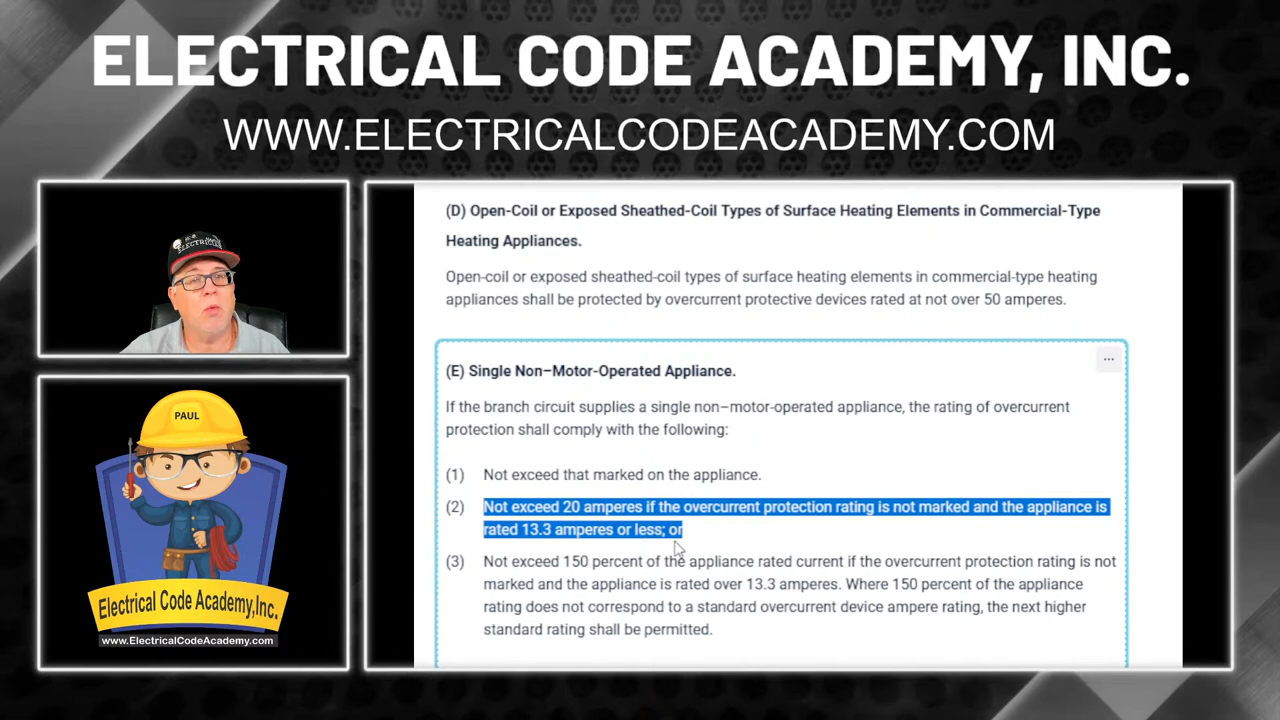 ELECTRICAL CODE ACADEMY, INC.
WWW.ELECTRICALCODEACADEMY.COM
(D) Open-Coil or Exposed Sheathed-Coil Types of Surface Heating Elements in Commercial-Type
Heating Appliances.
Open-coil or exposed sheathed-coil types of surface heating elements in commercial-type heating
appliances shall be protected by overcurrent protective devices rated at not over 50 amperes.
(E) Single Non–Motor-Operated Appliance.
If the branch circuit supplies a single non–motor-operated appliance, the rating of overcurrent
protection shall comply with the following:
(1) Not exceed that marked on the appliance.
(2) Not exceed 20 amperes if the overcurrent protection rating is not marked and the appliance is
rated 13.3 amperes or less; or
(3) Not exceed 150 percent of the appliance rated current if the overcurrent protection rating is not
marked and the appliance is rated over 13.3 amperes. Where 150 percent of the appliance
rating does not correspond to a standard overcurrent device ampere rating, the next higher
standard rating shall be permitted.
PAUL
Electrical Code Academy,Inc.
www.ElectricalCodeAcademy.com